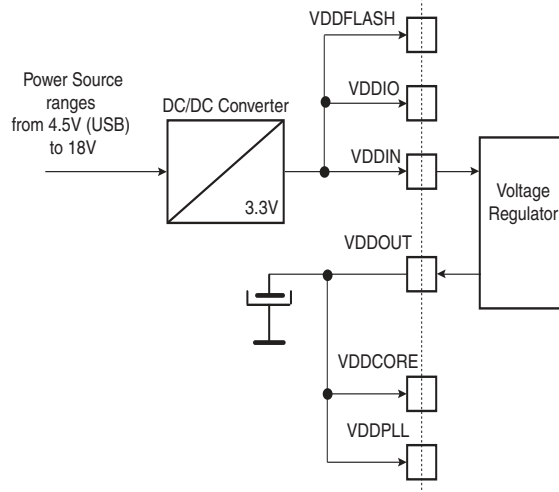 VDDFLASH
Power Source
ranges
from 4.5V (USB)
to 18V
DC/DC Converter
VDDIO
VDDIN
3.3V
Voltage
Regulator
VDDOUT
VDDCORE
VDDPLL